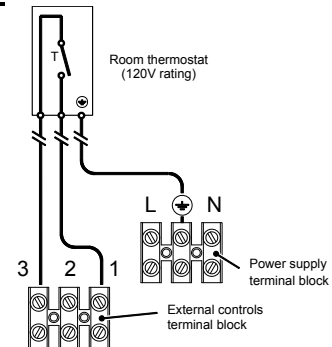 T
Room thermostat
(120V rating)
L N
Power supply
terminal block
3 2 1
External controls
terminal block